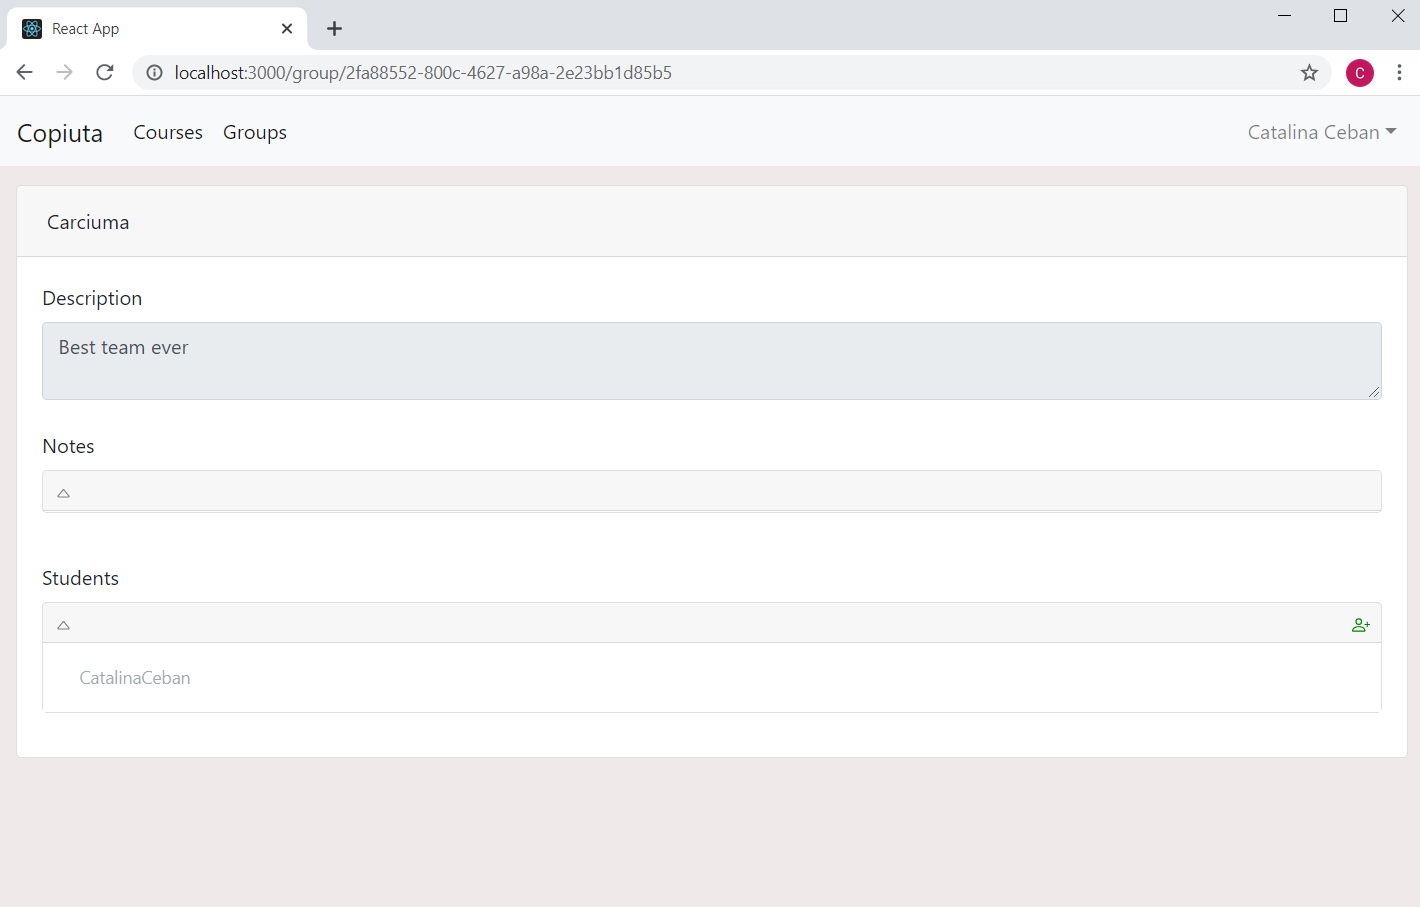 React App
localhost:3000/group/2fa88552-800c-4627-a98a-2e23bb1d85b5
C
Copiuta Courses Groups Catalina Ceban
Carciuma
Description
Best team ever
Notes
Students
CatalinaCeban